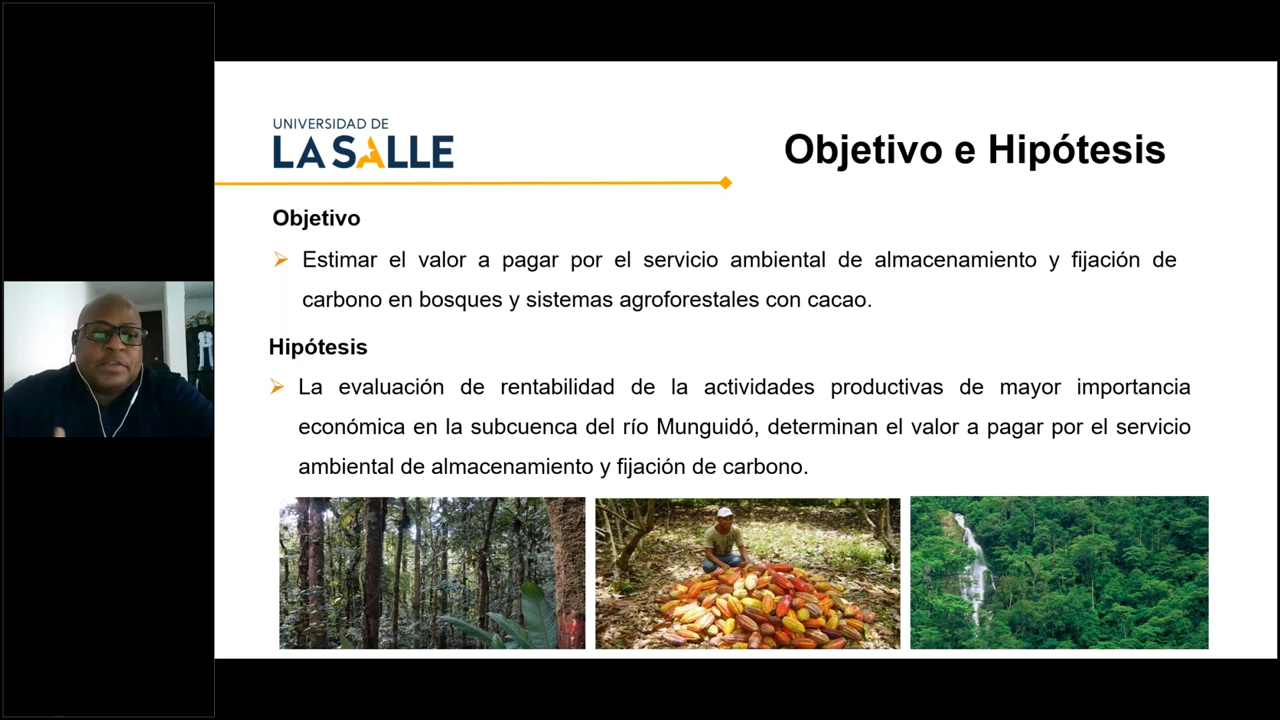 UNIVERSIDAD DE
LA SALLE
Objetivo e Hipótesis
Objetivo
Estimar el valor a pagar por el servicio ambiental de almacenamiento y fijación de
carbono en bosques y sistemas agroforestales con cacao.
Hipótesis
La evaluación de rentabilidad de la actividades productivas de mayor importancia
económica en la subcuenca del río Munguidó, determinan el valor a pagar por el servicio
ambiental de almacenamiento y fijación de carbono.